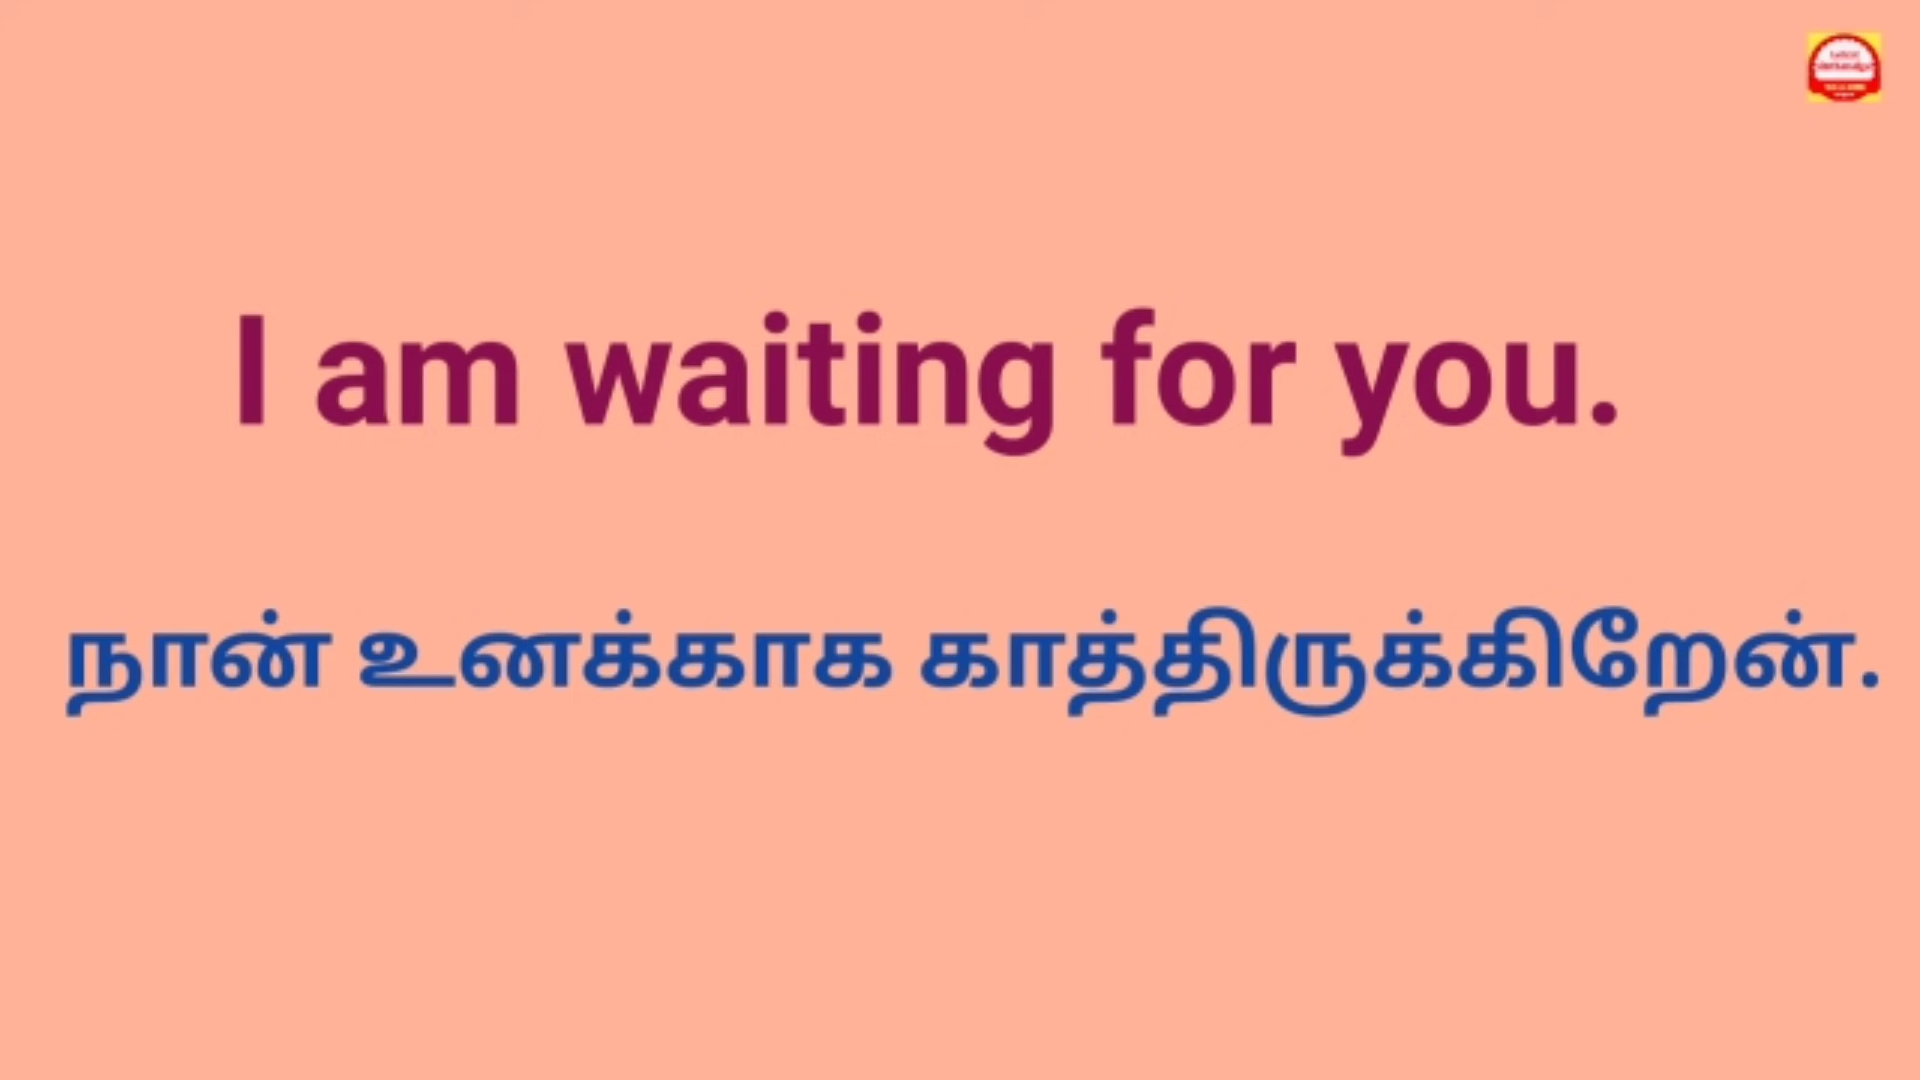 I am waiting for you.
நான் உனக்காக காத்திருக்கிறேன்.